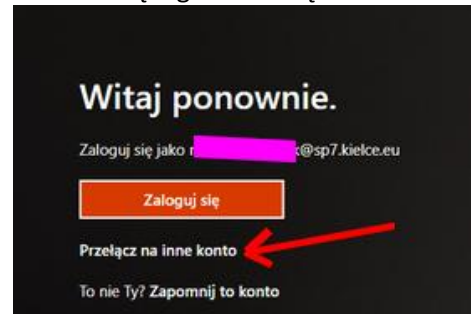 Witaj ponownie.
Zaloguj się jako @sp7.kielce.eu
Zaloguj się
Przełącz na inne konto
To nie Ty? Zapomnij to konto